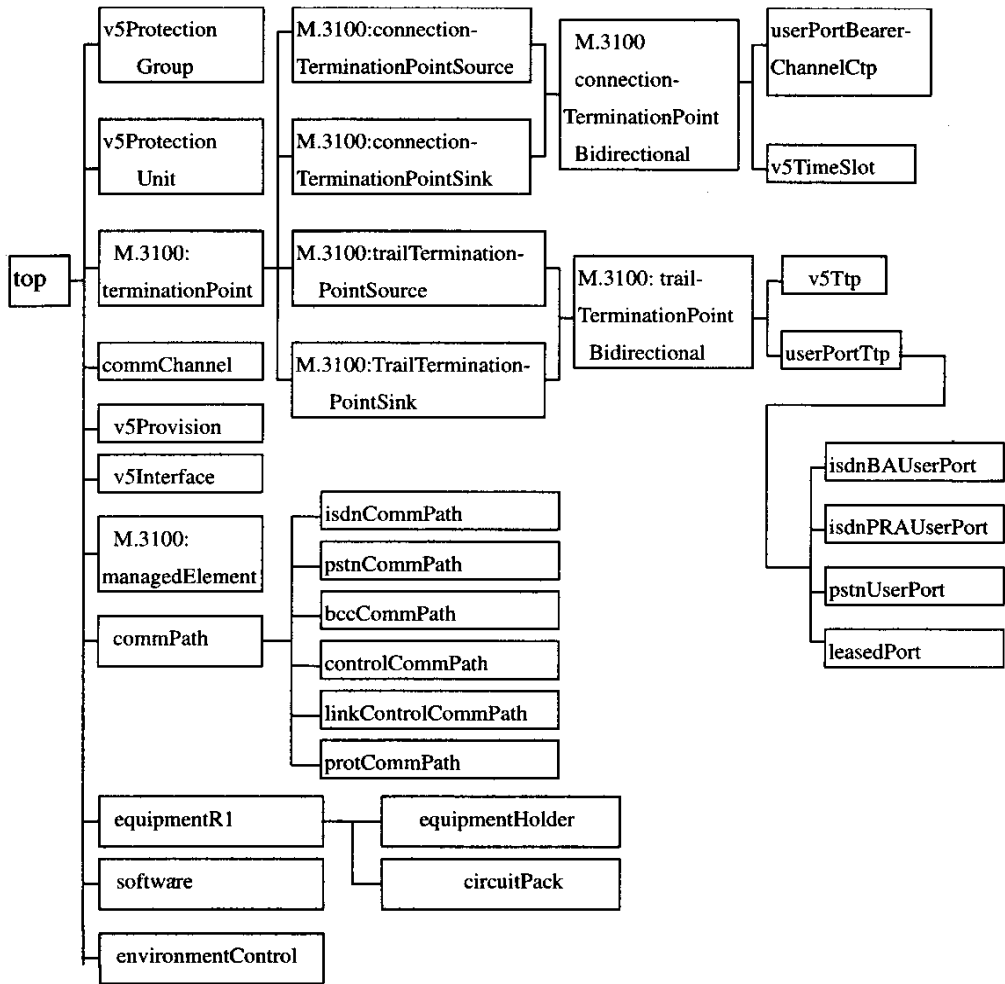 top
v5Protection
Group
v5Protection
Unit
M.3100:
terminationPoint
commChannel
v5Provision
v5Interface
M.3100:
managedElement
commPath
equipmentR1
software
environmentControl
M.3100:connection-
TerminationPointSource
M.3100:connection-
TerminationPointSink
M.3100:trailTermination-
PointSource
M.3100:TrailTermination-
PointSink
isdnCommPath
pstnCommPath
bccCommPath
controlCommPath
linkControlCommPath
protCommPath
equipmentHolder
circuitPack
M.3100
connection-
TerminationPoint
Bidirectional
M.3100: trail-
TerminationPoint
Bidirectional
userPortBearer-
ChannelCtp
v5TimeSlot
v5Ttp
userPortTtp
isdnBAUserPort
isdnPRAUserPort
pstnUserPort
leasedPort